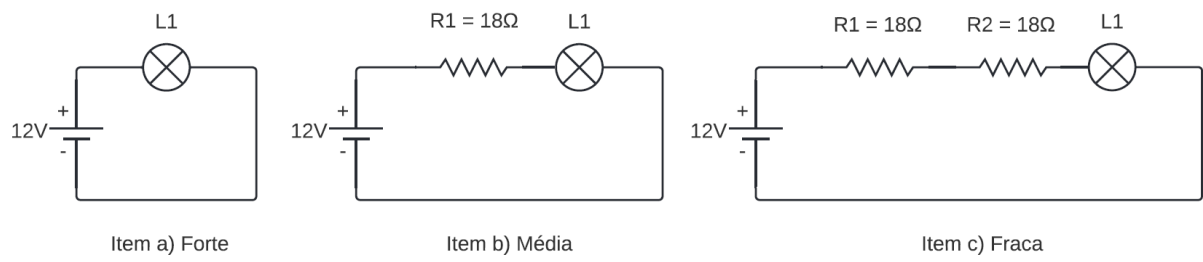 L1
12V
+
-
Item a) Forte
R1 = 18Ω
L1
12V
+
-
Item b) Média
R1 = 18Ω
R2 = 18Ω
L1
12V
+
-
Item c) Fraca